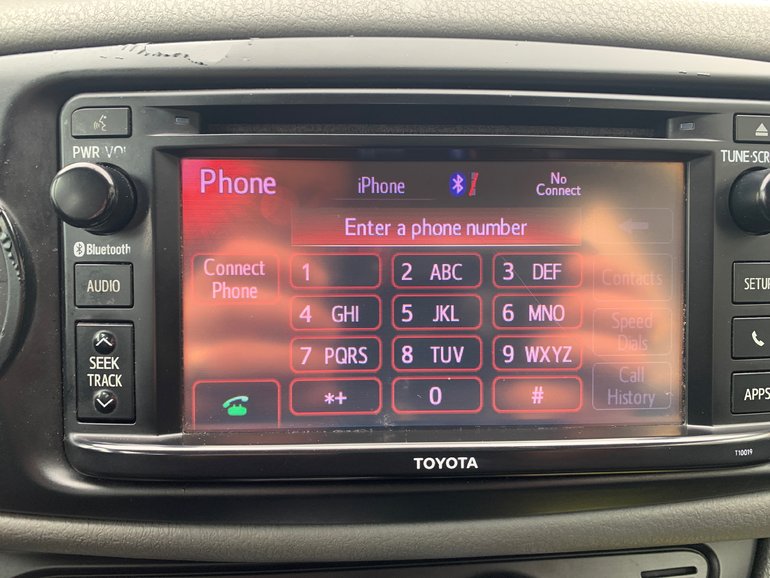 PWR VOL
TUNE·SCR
Phone
iPhone
No
Connect
Enter a phone number
Bluetooth
AUDIO
SEEK
TRACK
Connect
Phone
1
2 ABC
3 DEF
Contacts
SETUP
4 GHI
5 JKL
6 MNO
Speed
Dials
7 PQRS
8 TUV
9 WXYZ
Call
History
APPS
*+
0
#
TOYOTA
T10019